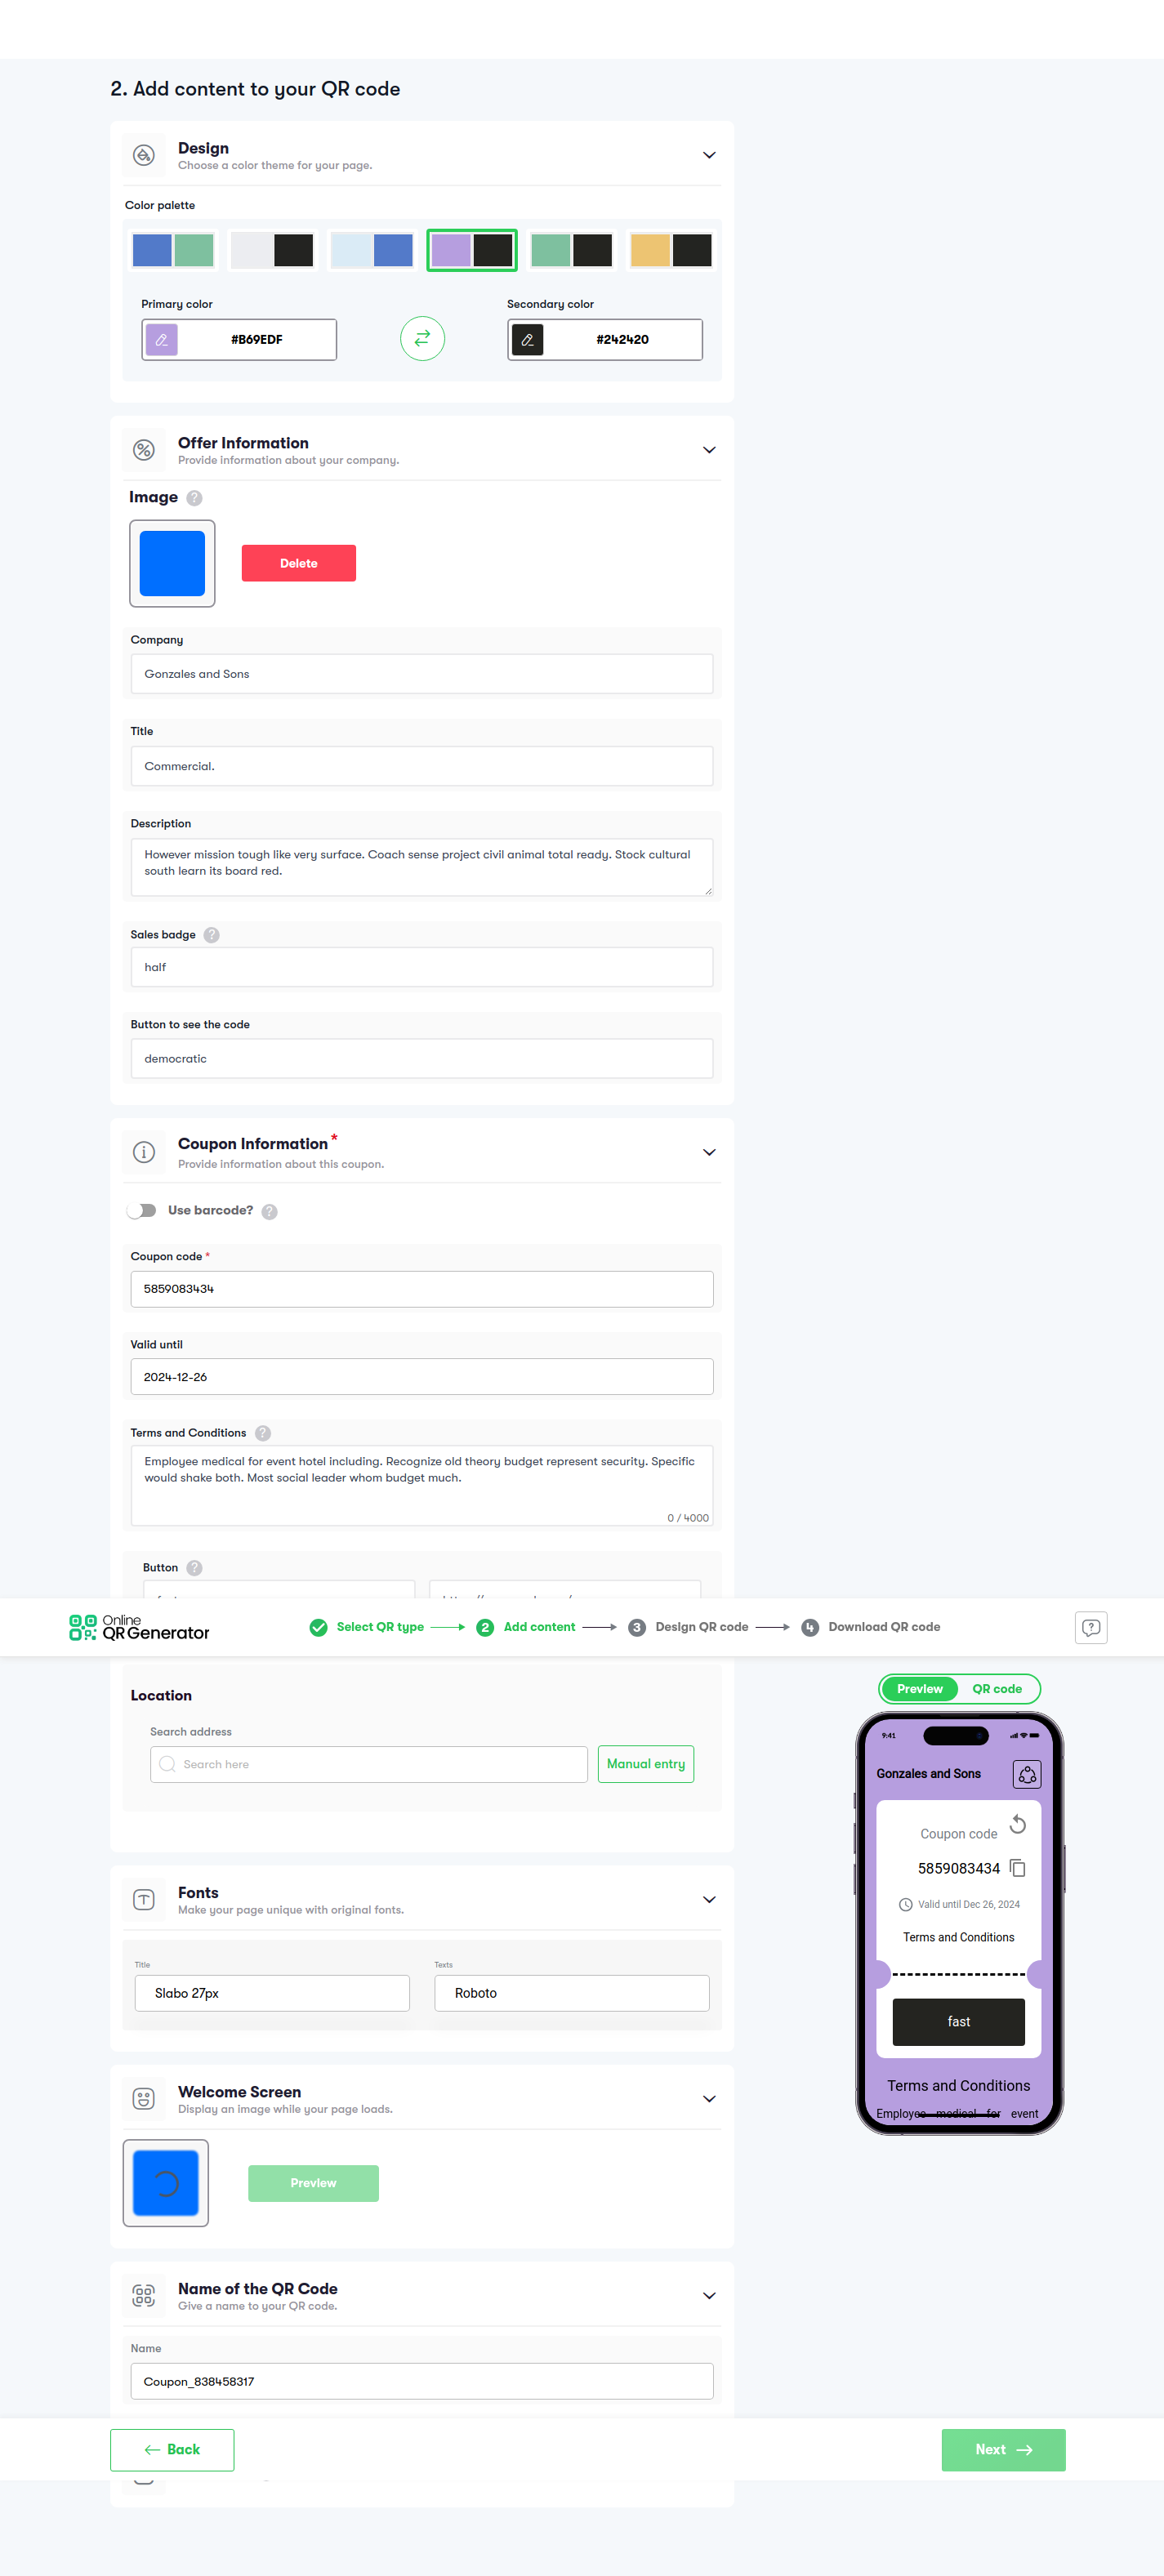 2. Add content to your QR code
Design
Choose a color theme for your page.
Color palette
Primary color
Secondary color
#B69EDF
#242420
Offer Information
Provide information about your company.
Image ?
Delete
Company
Gonzales and Sons
Title
Commercial.
Description
However mission tough like very surface. Coach sense project civil animal total ready. Stock cultural
south learn its board red.
Sales badge ?
half
Button to see the code
democratic
Coupon Information *
Provide information about this coupon.
Use barcode? ?
Coupon code *
5859083434
Valid until
2024-12-26
Terms and Conditions ?
Employee medical for event hotel including. Recognize old theory budget represent security. Specific
would shake both. Most social leader whom budget much.
0 / 4000
Button ?
Online
QR Generator
Select QR type
2 Add content
3 Design QR code
4 Download QR code
?
Location
Search address
Search here
Manual entry
Fonts
Make your page unique with original fonts.
Title
Texts
Slabo 27px
Roboto
Welcome Screen
Display an image while your page loads.
Preview
Name of the QR Code
Give a name to your QR code.
Name
Coupon_838458317
Preview
QR code
9:41
Gonzales and Sons
Coupon code
5859083434
Valid until Dec 26, 2024
Terms and Conditions
fast
Terms and Conditions
Employee medical for event
Back
Next